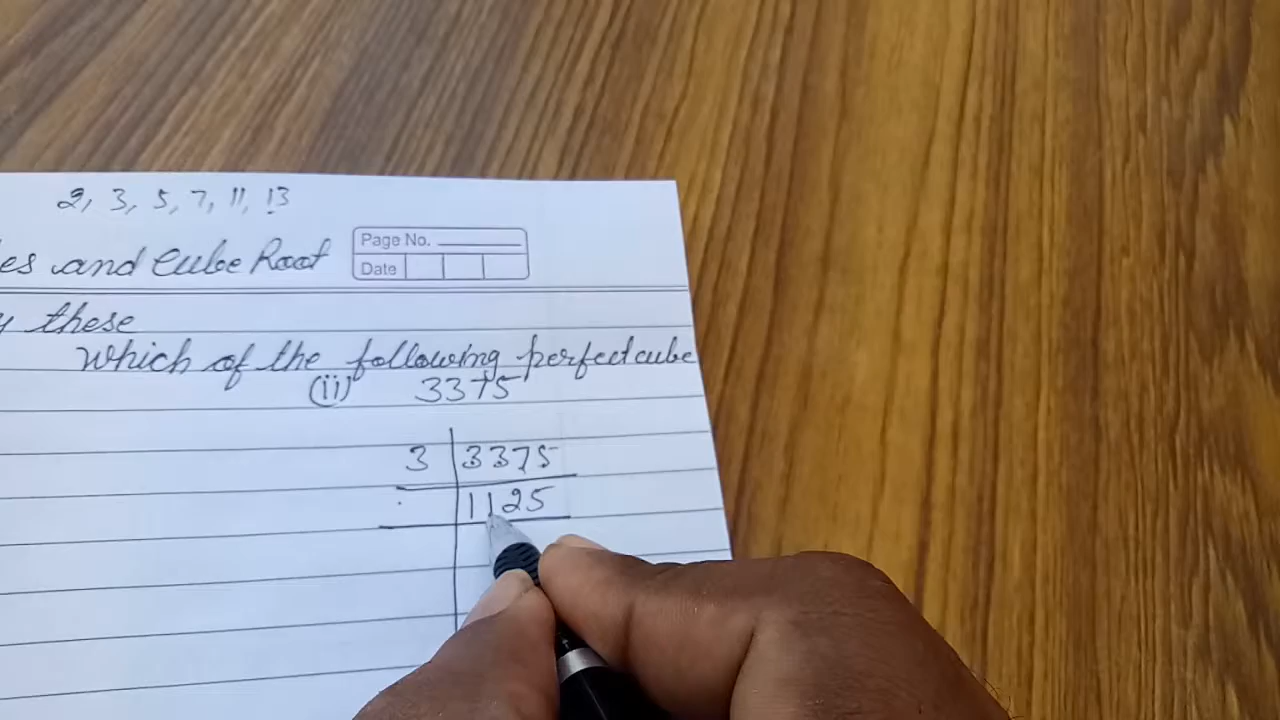 2, 3, 5, 7, 11, 13
Page No.
and Cube Root
Date
these
Which of the following perfect cube
(ii) 3375
3 3375
1125